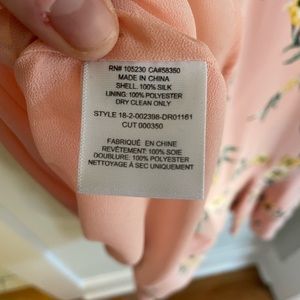 RN# 105230 CA#58350
MADE IN CHINA
SHELL: 100% SILK
LINING: 100% POLYESTER
DRY CLEAN ONLY
STYLE 18-2-002398-DR01161
CUT 000350
FABRIQUÉ EN CHINE
REVÊTEMENT: 100% SOIE
DOUBLURE: 100% POLYESTER
NETTOYAGE À SEC UNIQUEMENT